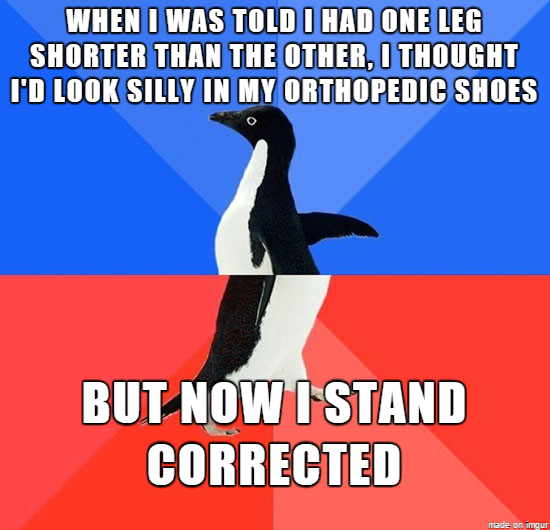 WHEN I WAS TOLD I HAD ONE LEG
SHORTER THAN THE OTHER, I THOUGHT
I'D LOOK SILLY IN MY ORTHOPEDIC SHOES
BUT NOW I STAND
CORRECTED
made on imgur